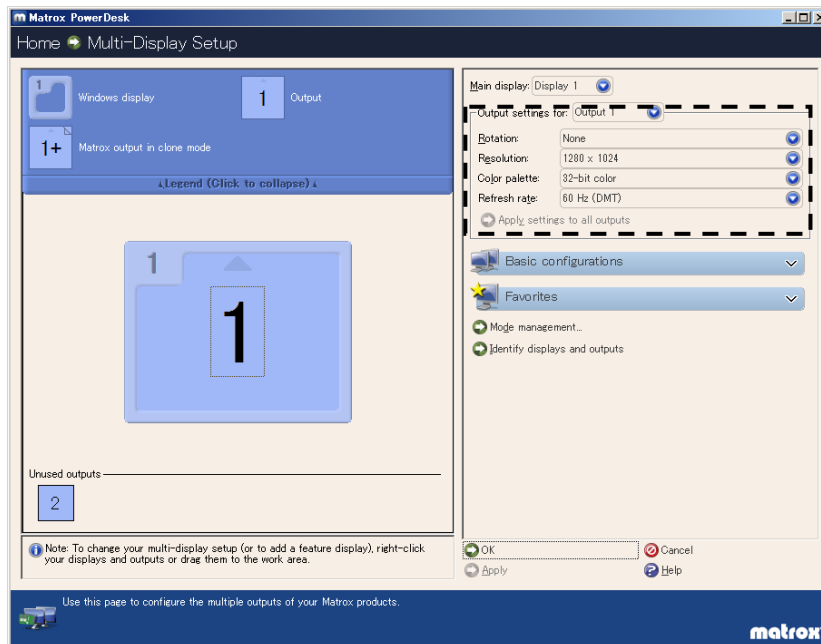 Matrox PowerDesk
Home Multi-Display Setup
1 Windows display
1 Output
1+ Matrox output in clone mode
Legend (Click to collapse)
1
1
Unused outputs
2
Note: To change your multi-display setup (or to add a feature display), right-click
your displays and outputs or drag them to the work area.
Main display: Display 1
Output settings for: Output 1
Rotation: None
Resolution: 1280 x 1024
Color palette: 32-bit color
Refresh rate: 60 Hz (DMT)
Apply settings to all outputs
Basic configurations
Favorites
Mode management...
Identify displays and outputs
OK
Cancel
Apply
Help
Use this page to configure the multiple outputs of your Matrox products.
matrox